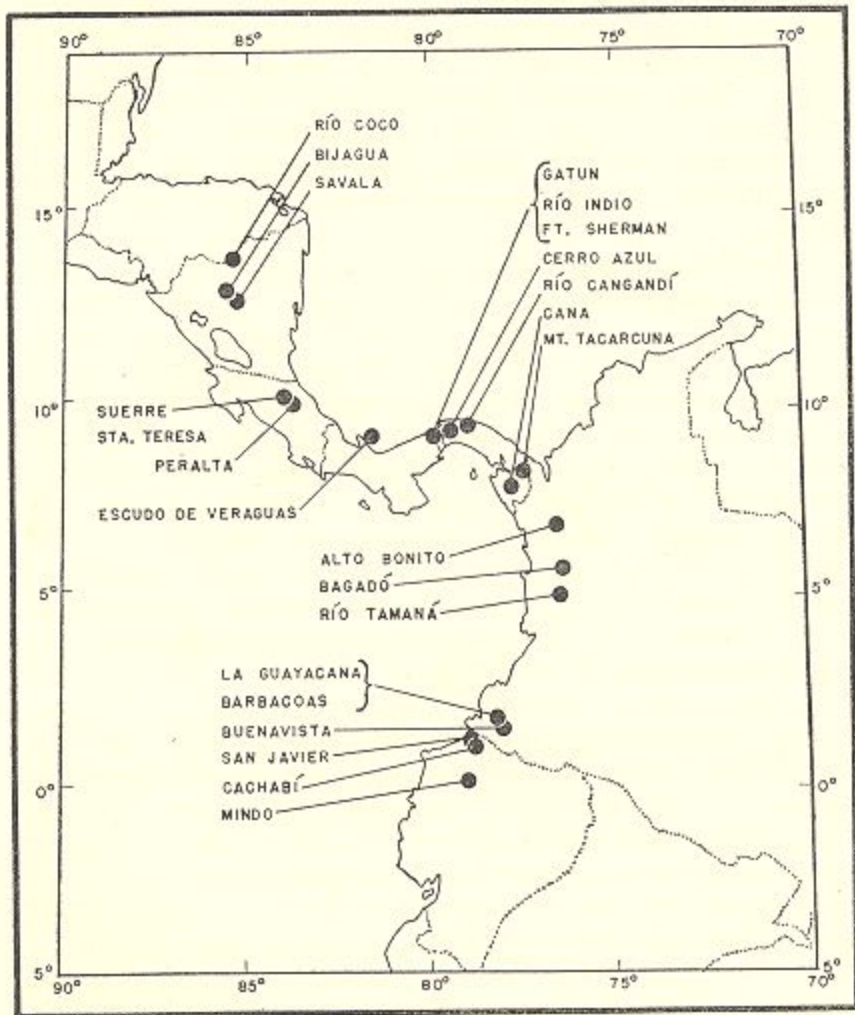 90° 85° 80° 75° 70°
RÍO COCO
BIJAGUA
SAVALA
GATUN
RÍO INDIO
FT. SHERMAN
CERRO AZUL
RÍO CANGANDÍ
CANA
MT. TACARCUNA
15° 15°
10° 10°
SUERRE
STA. TERESA
PERALTA
ESCUDO DE VERAGUAS
ALTO BONITO
BAGADÓ
RÍO TAMANÁ
5° 5°
LA GUAYACANA
BARBACOAS
BUENAVISTA
SAN JAVIER
CACHABÍ
MINDO
0° 0°
5° 5°
90° 85° 80° 75° 70°